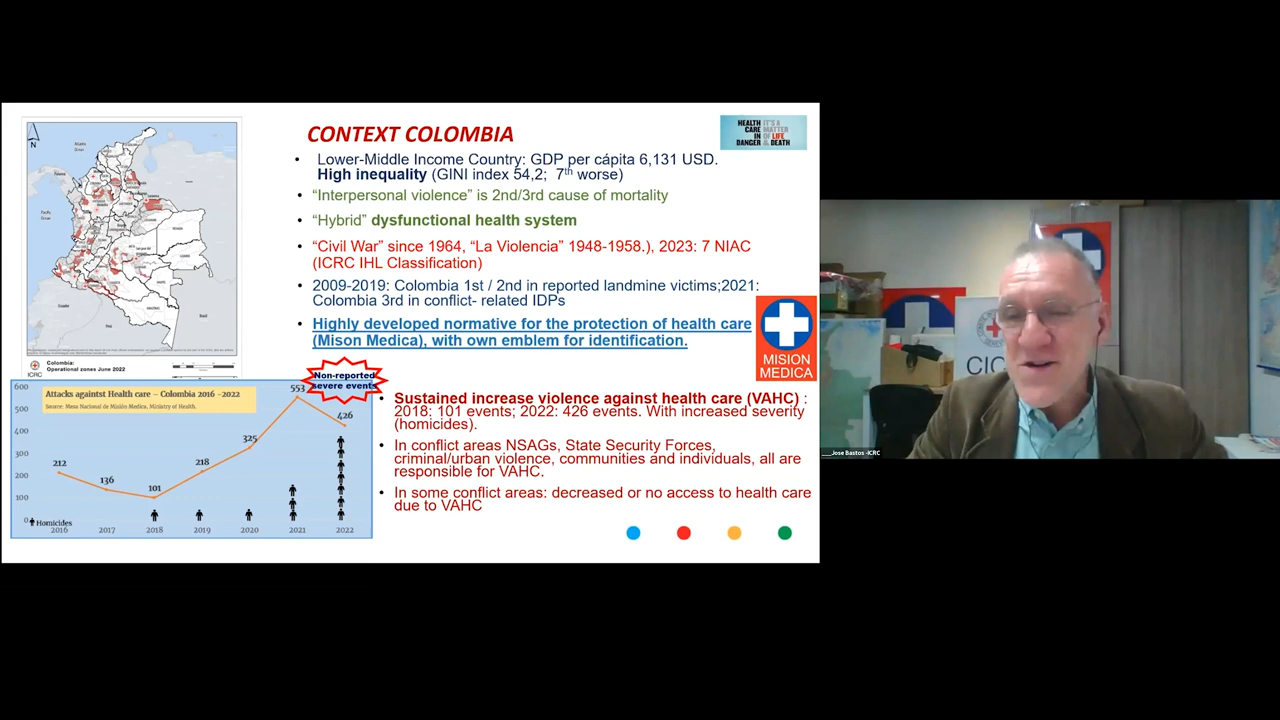 CONTEXT COLOMBIA
HEALTH CARE IN DANGER
IT'S A MATTER OF LIFE & DEATH
• Lower-Middle Income Country: GDP per cápita 6,131 USD.
High inequality (GINI index 54,2; 7th worse)
• “Interpersonal violence” is 2nd/3rd cause of mortality
• “Hybrid” dysfunctional health system
• “Civil War” since 1964, “La Violencia” 1948-1958.), 2023: 7 NIAC
(ICRC IHL Classification)
• 2009-2019: Colombia 1st / 2nd in reported landmine victims;2021:
Colombia 3rd in conflict- related IDPs
• Highly developed normative for the protection of health care
(Mison Medica), with own emblem for identification.
MISION
MEDICA
N
ICRC
Colombia:
Operational zones June 2022
Non-reported
severe events
Attacks againtst Health care – Colombia 2016 -2022
Source: Mesa Nacional de Misión Medica. Ministry of Health.
600
500
400
300
200
100
0
212
136
101
218
325
553
426
Homicides
2016 2017 2018 2019 2020 2021 2022
• Sustained increase violence against health care (VAHC) :
2018: 101 events; 2022: 426 events. With increased severity
(homicides).
• In conflict areas NSAGs, State Security Forces,
criminal/urban violence, communities and individuals, all are
responsible for VAHC.
• In some conflict areas: decreased or no access to health care
due to VAHC
CIC
___Jose Bastos -ICRC